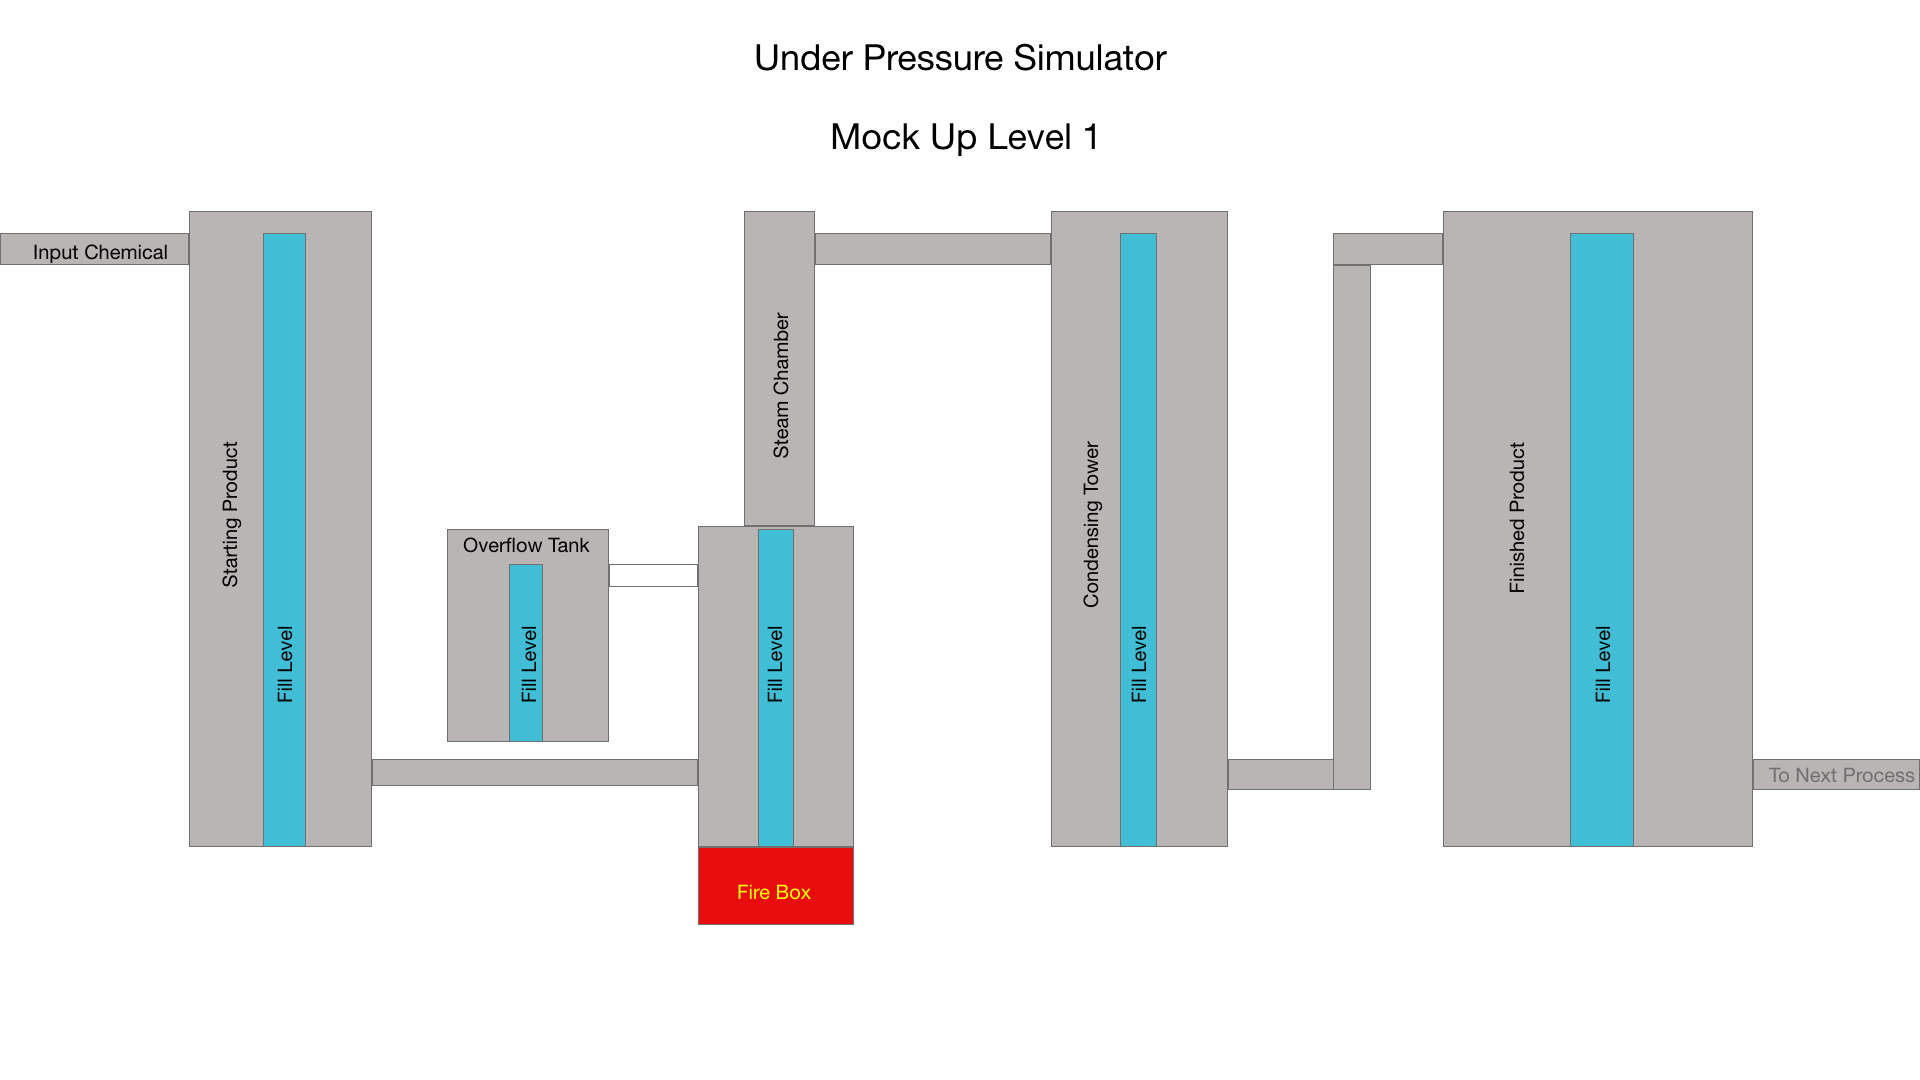 Under Pressure Simulator
Mock Up Level 1
Input Chemical
Starting Product
Fill Level
Overflow Tank
Fill Level
Steam Chamber
Fill Level
Fire Box
Condensing Tower
Fill Level
Finished Product
Fill Level
To Next Process